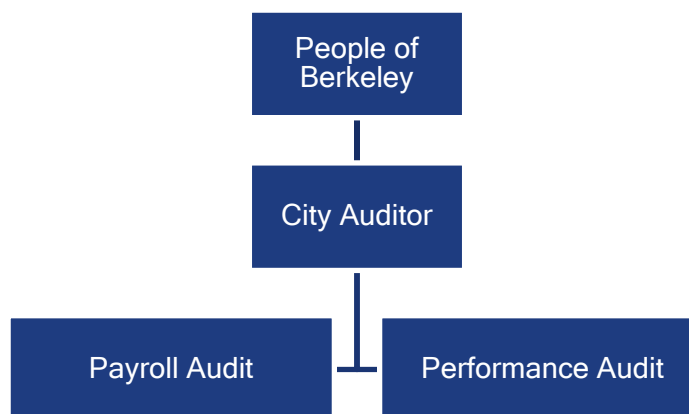 People of
Berkeley
City Auditor
Payroll Audit
Performance Audit